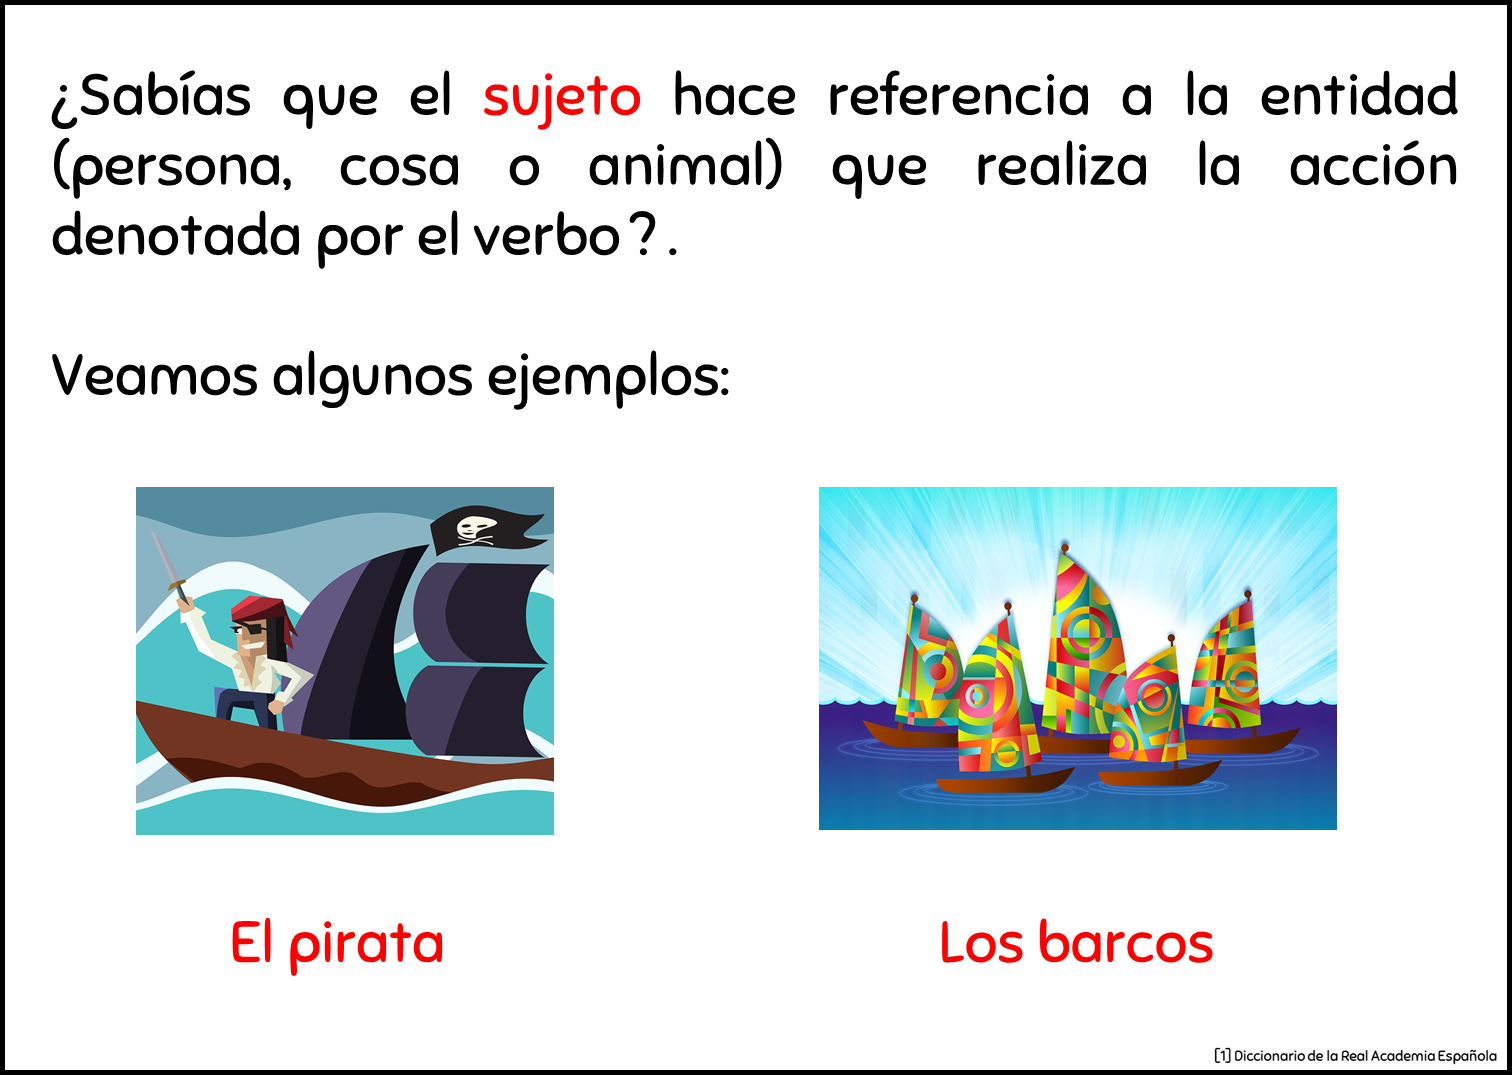 ¿Sabías que el sujeto hace referencia a la entidad
(persona, cosa o animal) que realiza la acción
denotada por el verbo?.
Veamos algunos ejemplos:
El pirata
Los barcos
[1] Diccionario de la Real Academia Española